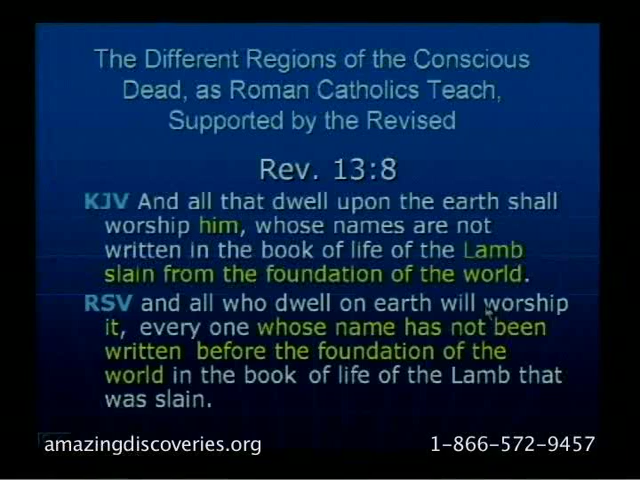 The Different Regions of the Conscious
Dead, as Roman Catholics Teach,
Supported by the Revised
Rev. 13:8
KJV And all that dwell upon the earth shall
worship him, whose names are not
written in the book of life of the Lamb
slain from the foundation of the world.
RSV and all who dwell on earth will worship
it, every one whose name has not been
written before the foundation of the
world in the book of life of the Lamb that
was slain.
amazingdiscoveries.org 1-866-572-9457